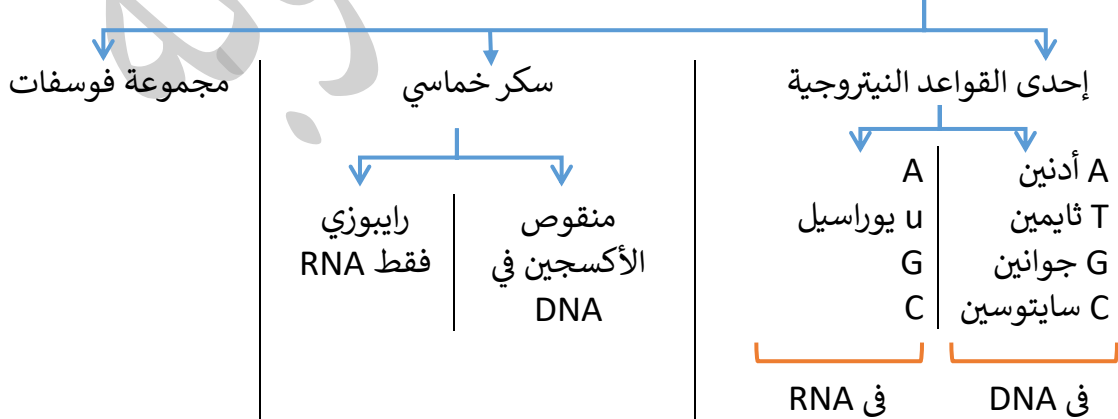 إحدى القواعد النيتروجية
سكر خماسي
مجموعة فوسفات
A أدنين
T ثايمين
G جوانين
C سايتوسين
A
u يوراسيل
G
C
في DNA
في RNA
منقوص
الأكسجين في
DNA
رايبوزي
فقط RNA